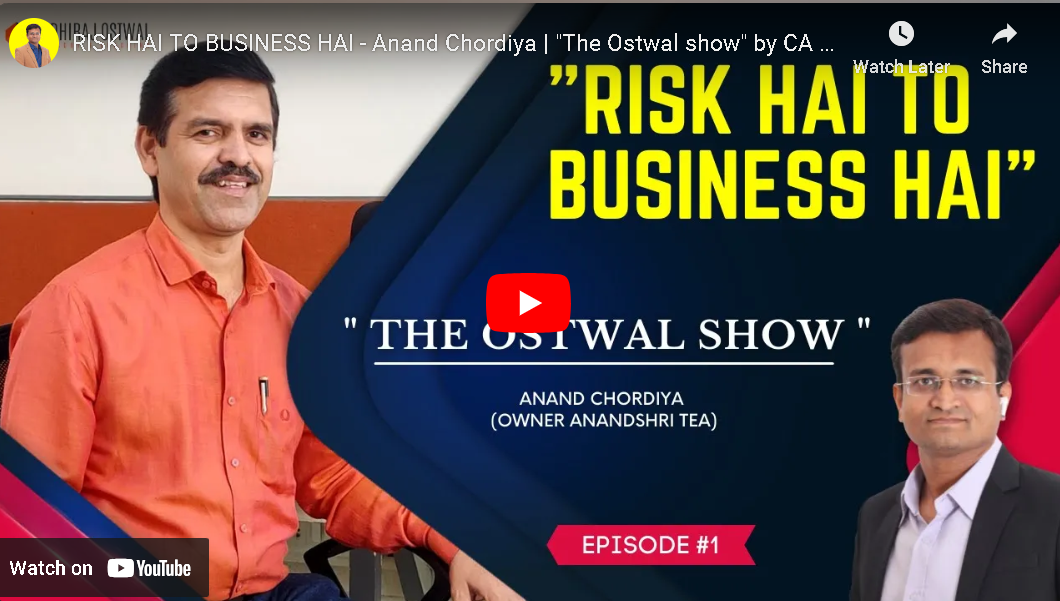 RISK HAI TO BUSINESS HAI - Anand Chordiya | "The Ostwal show" by CA ...
Watch Later
Share
"RISK HAI TO
BUSINESS HAI"
" THE OSTWAL SHOW "
ANAND CHORDIYA
(OWNER ANANDSHRI TEA)
EPISODE #1
Watch on YouTube